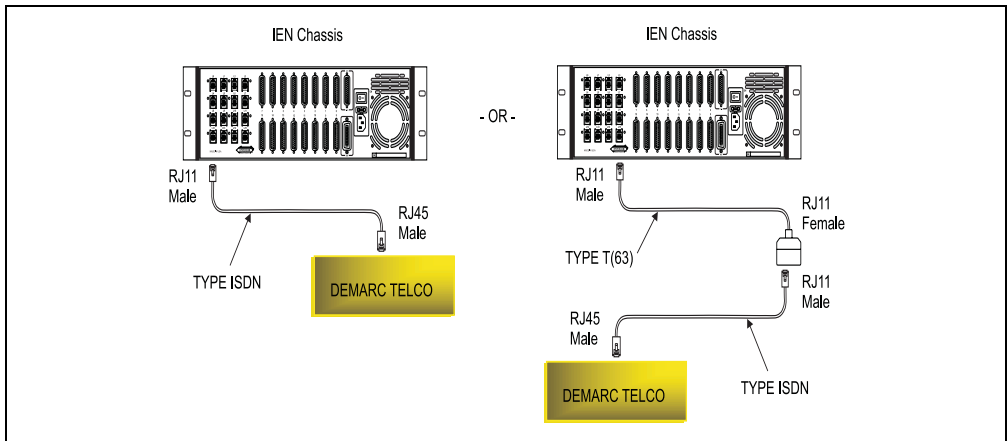 IEN Chassis
RJ11
Male
RJ45
Male
TYPE ISDN
DEMARC TELCO
- OR -
IEN Chassis
RJ11
Male
RJ11
Female
TYPE T(63)
RJ11
Male
RJ45
Male
TYPE ISDN
DEMARC TELCO